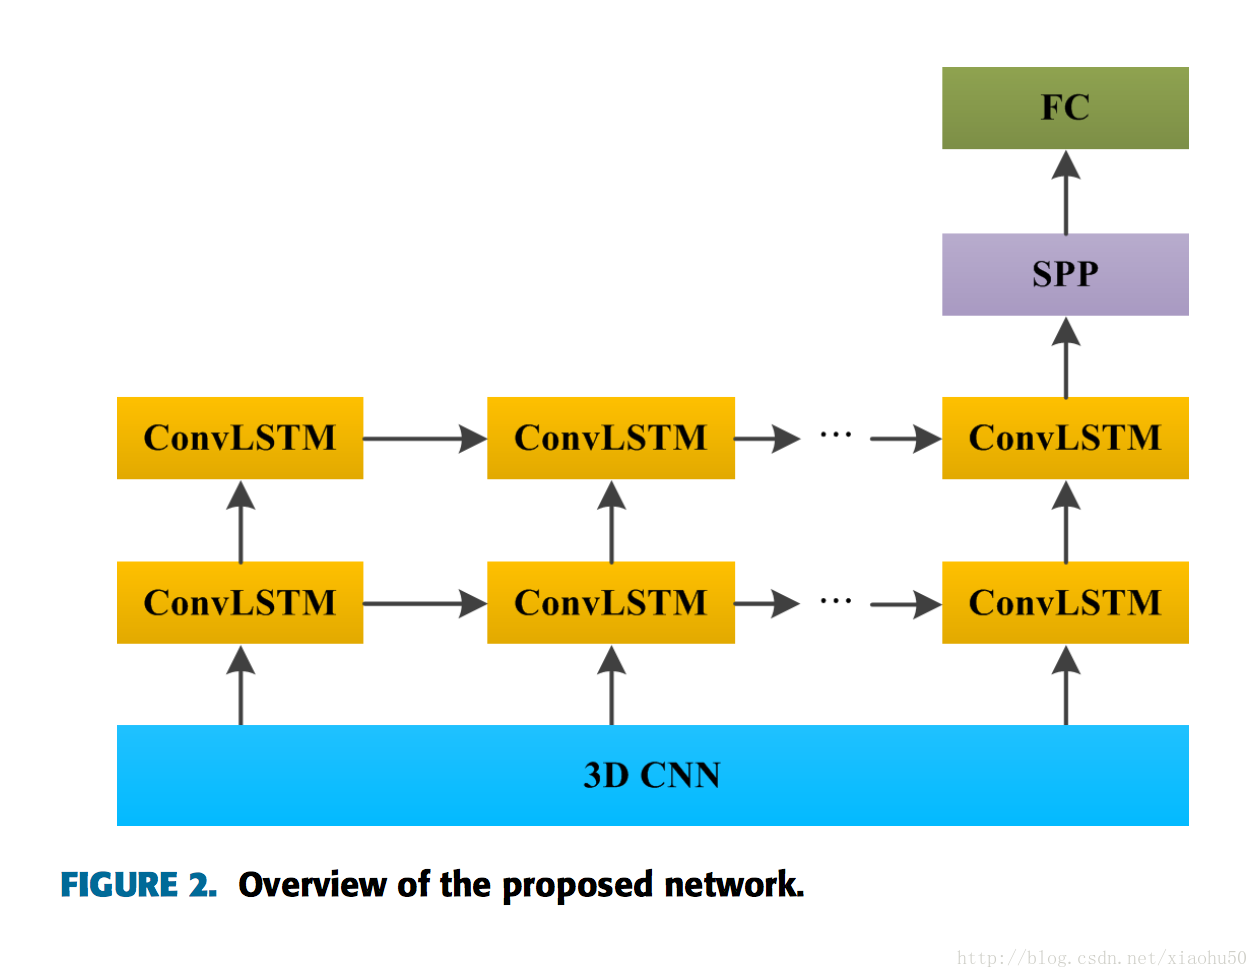 FC
SPP
ConvLSTM ConvLSTM ... ConvLSTM
ConvLSTM ConvLSTM ... ConvLSTM
3D CNN
FIGURE 2. Overview of the proposed network.
http://blog.csdn.net/xiaohu50